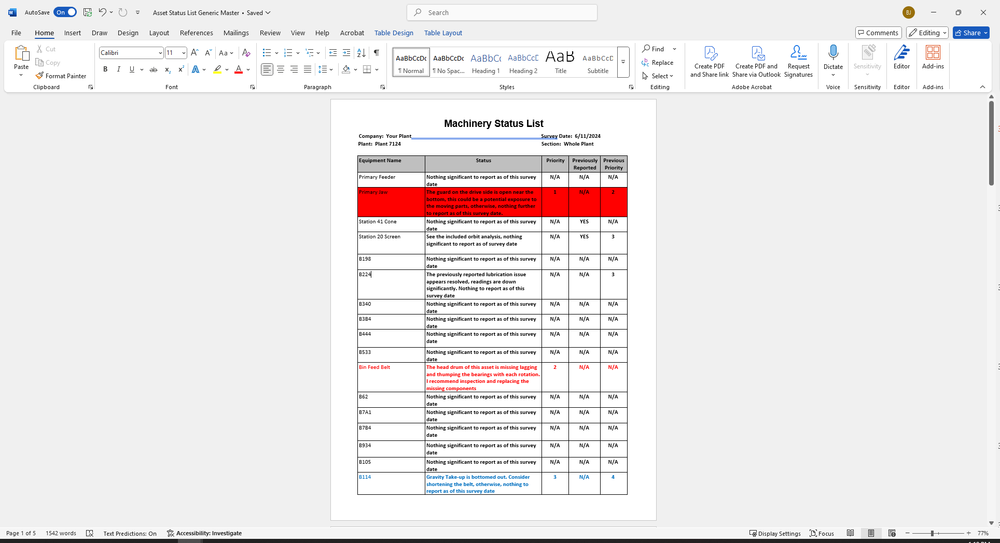 AutoSave On Asset Status List Generic Master • Saved Search BJ
File Home Insert Draw Design Layout References Mailings Review View Help Acrobat Table Design Table Layout Comments Editing Share
Paste Cut Copy Format Painter Clipboard
Calibri 11 Aa B I U ab x₂ x² A A Font
Paragraph
AaBbCcDc AaBbCcDc AaBbCc AaBbCcD AaB AaBbCcD
¶ Normal ¶ No Spac... Heading 1 Heading 2 Title Subtitle
Styles
Find
Replace
Select
Editing
Create PDF and Share link
Create PDF and Share via Outlook
Request Signatures
Adobe Acrobat
Dictate
Voice
Sensitivity
Sensitivity
Editor
Editor
Add-ins
Add-ins
Machinery Status List
Company: Your Plant Survey Date: 6/11/2024
Plant: Plant 7124 Section: Whole Plant
Equipment Name Status Priority Previously Previous
Reported Priority
Primary Feeder Nothing significant to report as of this survey N/A N/A N/A
date
Primary Jaw The guard on the drive side is open near the 1 N/A 2
bottom, this could be a potential exposure to
the moving parts, otherwise, nothing further
to report as of this survey date.
Station 41 Cone Nothing significant to report as of this survey N/A YES N/A
date
Station 20 Screen See the included orbit analysis, nothing N/A YES 3
significant to report as of survey date
B198 Nothing significant to report as of this survey N/A N/A N/A
date
B224 The previously reported lubrication issue N/A N/A 3
appears resolved, readings are down
significantly. Nothing to report as of this
survey date
B340 Nothing significant to report as of this survey N/A N/A N/A
date
B3B4 Nothing significant to report as of this survey N/A N/A N/A
date
B444 Nothing significant to report as of this survey N/A N/A N/A
date
B533 Nothing significant to report as of this survey N/A N/A N/A
date
Bin Feed Belt The head drum of this asset is missing lagging 2 N/A N/A
and thumping the bearings with each rotation.
I recommend inspection and replacing the
missing components
B62 Nothing significant to report as of this survey N/A N/A N/A
date
B7A1 Nothing significant to report as of this survey N/A N/A N/A
date
B7B4 Nothing significant to report as of this survey N/A N/A N/A
date
B934 Nothing significant to report as of this survey N/A N/A N/A
date
B105 Nothing significant to report as of this survey N/A N/A N/A
date
B114 Gravity Take-up is bottomed out. Consider 3 N/A 4
shortening the belt, otherwise, nothing to
report as of this survey date
Page 1 of 5 1542 words Text Predictions: On Accessibility: Investigate Display Settings Focus 77%